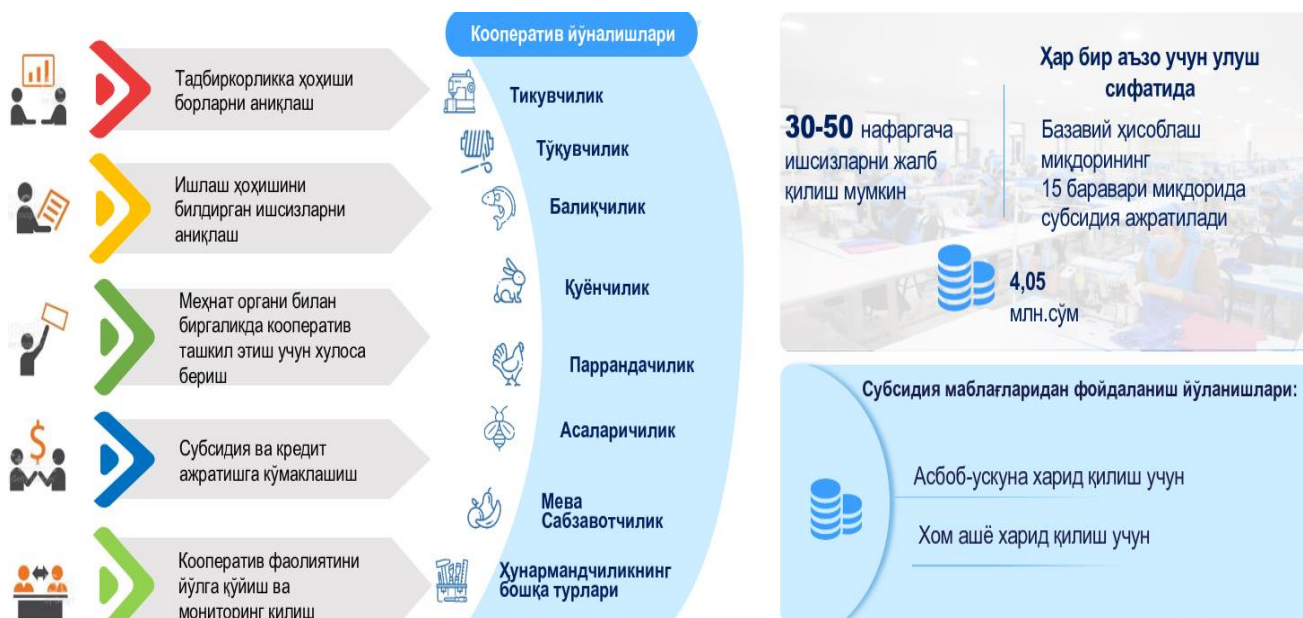 Тадбиркорликка ҳоҳиши
борларни аниқлаш
Ишлаш ҳоҳишини
билдирган ишсизларни
аниқлаш
Меҳнат органи билан
биргаликда кооператив
ташкил этиш учун хулоса
бериш
Субсидия ва кредит
ажратишга кўмаклашиш
Кооператив фаолиятини
йўлга қўйиш ва
мониторинг қилиш
Кооператив йўналишлари
Тикувчилик
Тўқувчилик
Балиқчилик
Қуёнчилик
Паррандачилик
Асаларичилик
Мева
Сабзавотчилик
Ҳунармандчиликнинг
бошқа турлари
30-50 нафаргача
ишсизларни жалб
қилиш мумкин
Ҳар бир аъзо учун улуш
сифатида
Базавий ҳисоблаш
миқдорининг
15 баравари миқдорида
субсидия ажратилади
4,05
млн.сўм
Субсидия маблағларидан фойдаланиш йўланишлари:
Асбоб-ускуна харид қилиш учун
Хом ашё харид қилиш учун